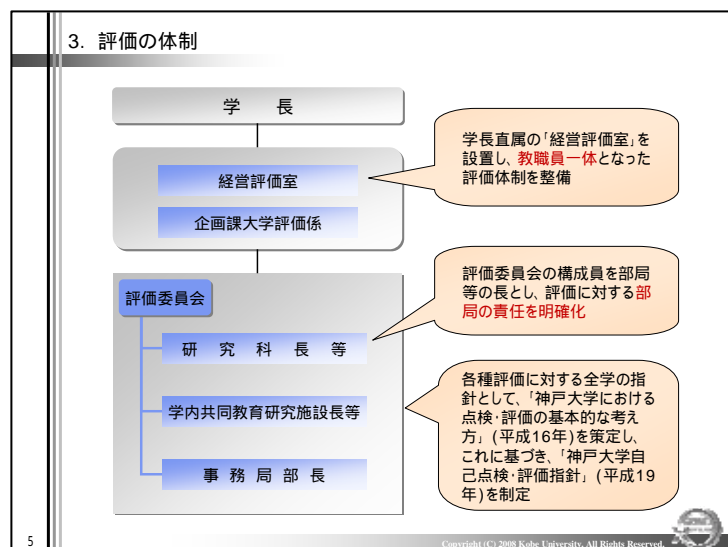 3. 評価の体制
学 長
経営評価室
企画課大学評価係
学長直属の「経営評価室」を
設置し、教職員一体となった
評価体制を整備
評価委員会
研 究 科 長 等
学内共同教育研究施設長等
事 務 局 部 長
評価委員会の構成員を部局
等の長とし、評価に対する部
局の責任を明確化
各種評価に対する全学の指
針として、「神戸大学における
点検・評価の基本的な考え
方」(平成16年)を策定し、
これに基づき、「神戸大学自
己点検・評価指針」(平成19
年)を制定
5
Copyright (C) 2008 Kobe University, All Rights Reserved.